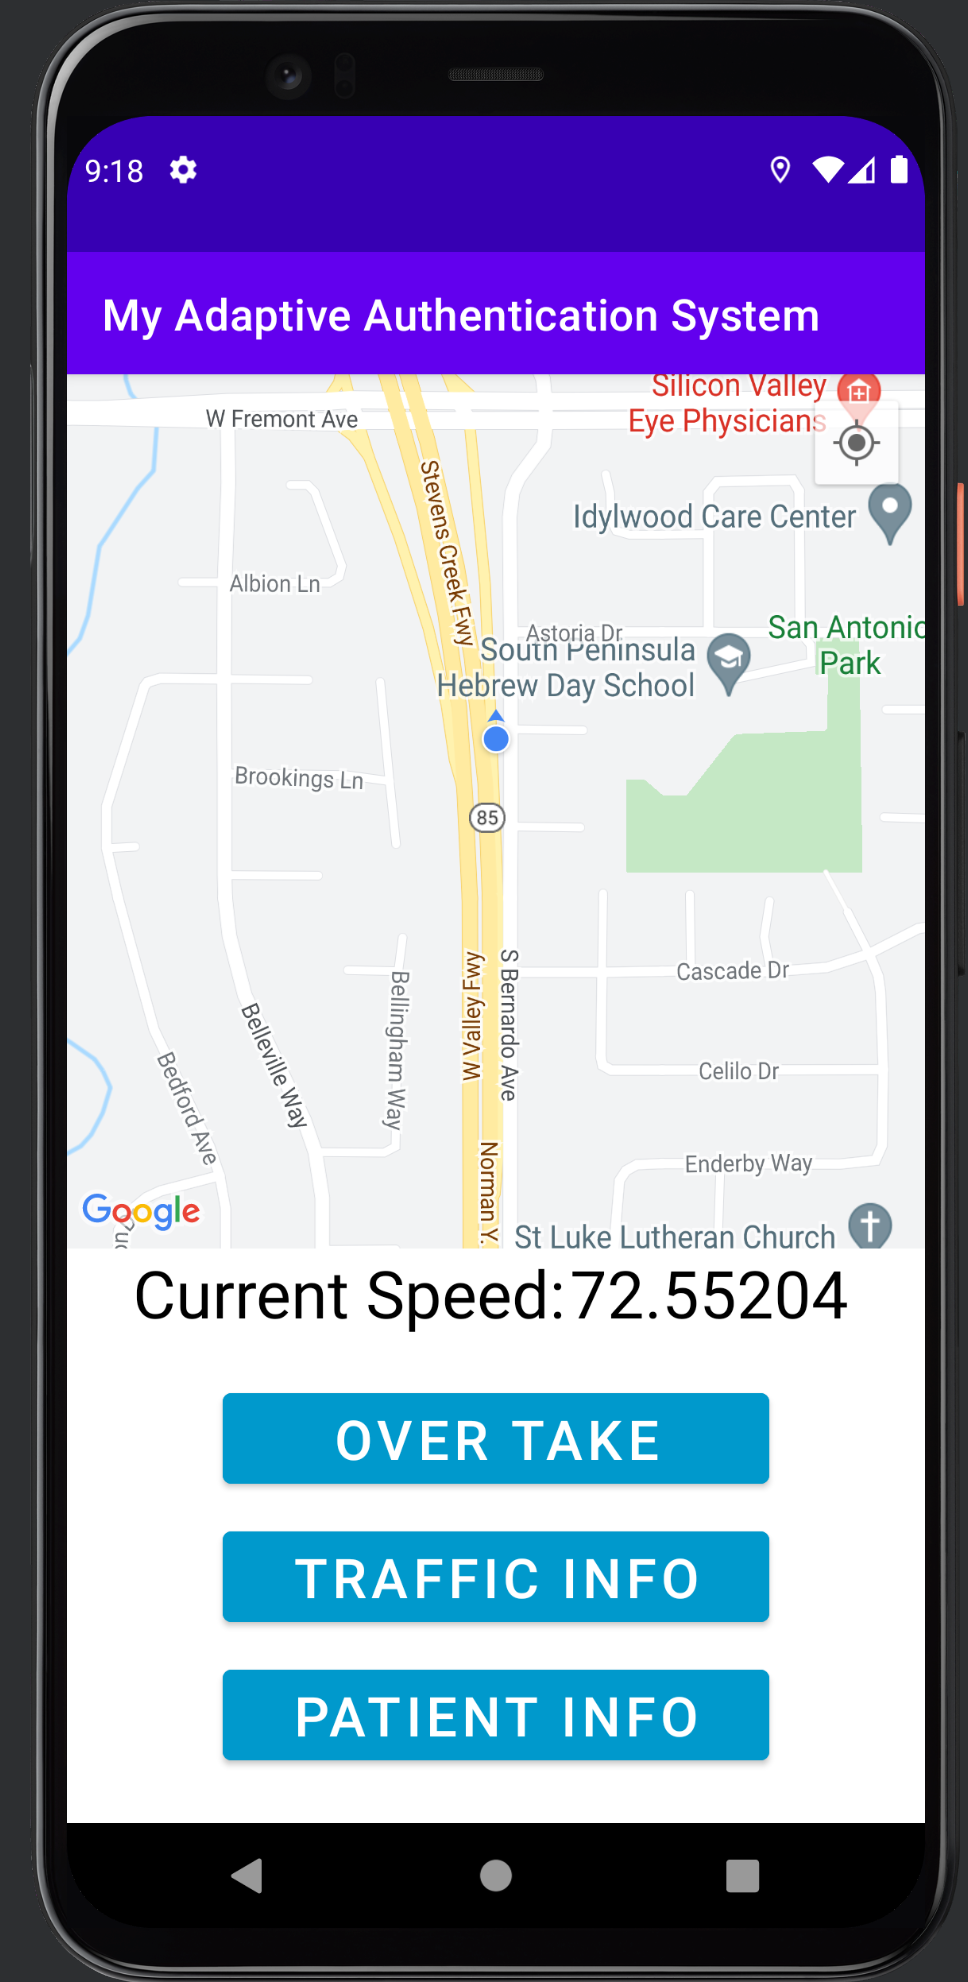 9:18
My Adaptive Authentication System
Silicon Valley
Eye Physicians
W Fremont Ave
Stevens Creek Fwy
Idylwood Care Center
Albion Ln
Astoria Dr
San Antonio
Park
South Peninsula
Hebrew Day School
Brookings Ln
85
W Valley Fwy
S Bernardo Ave
Cascade Dr
Bellingham Way
Belleville Way
Bedford Ave
Celilo Dr
Norman Y.
Enderby Way
Google
St Luke Lutheran Church
Current Speed: 72.55204
OVER TAKE
TRAFFIC INFO
PATIENT INFO